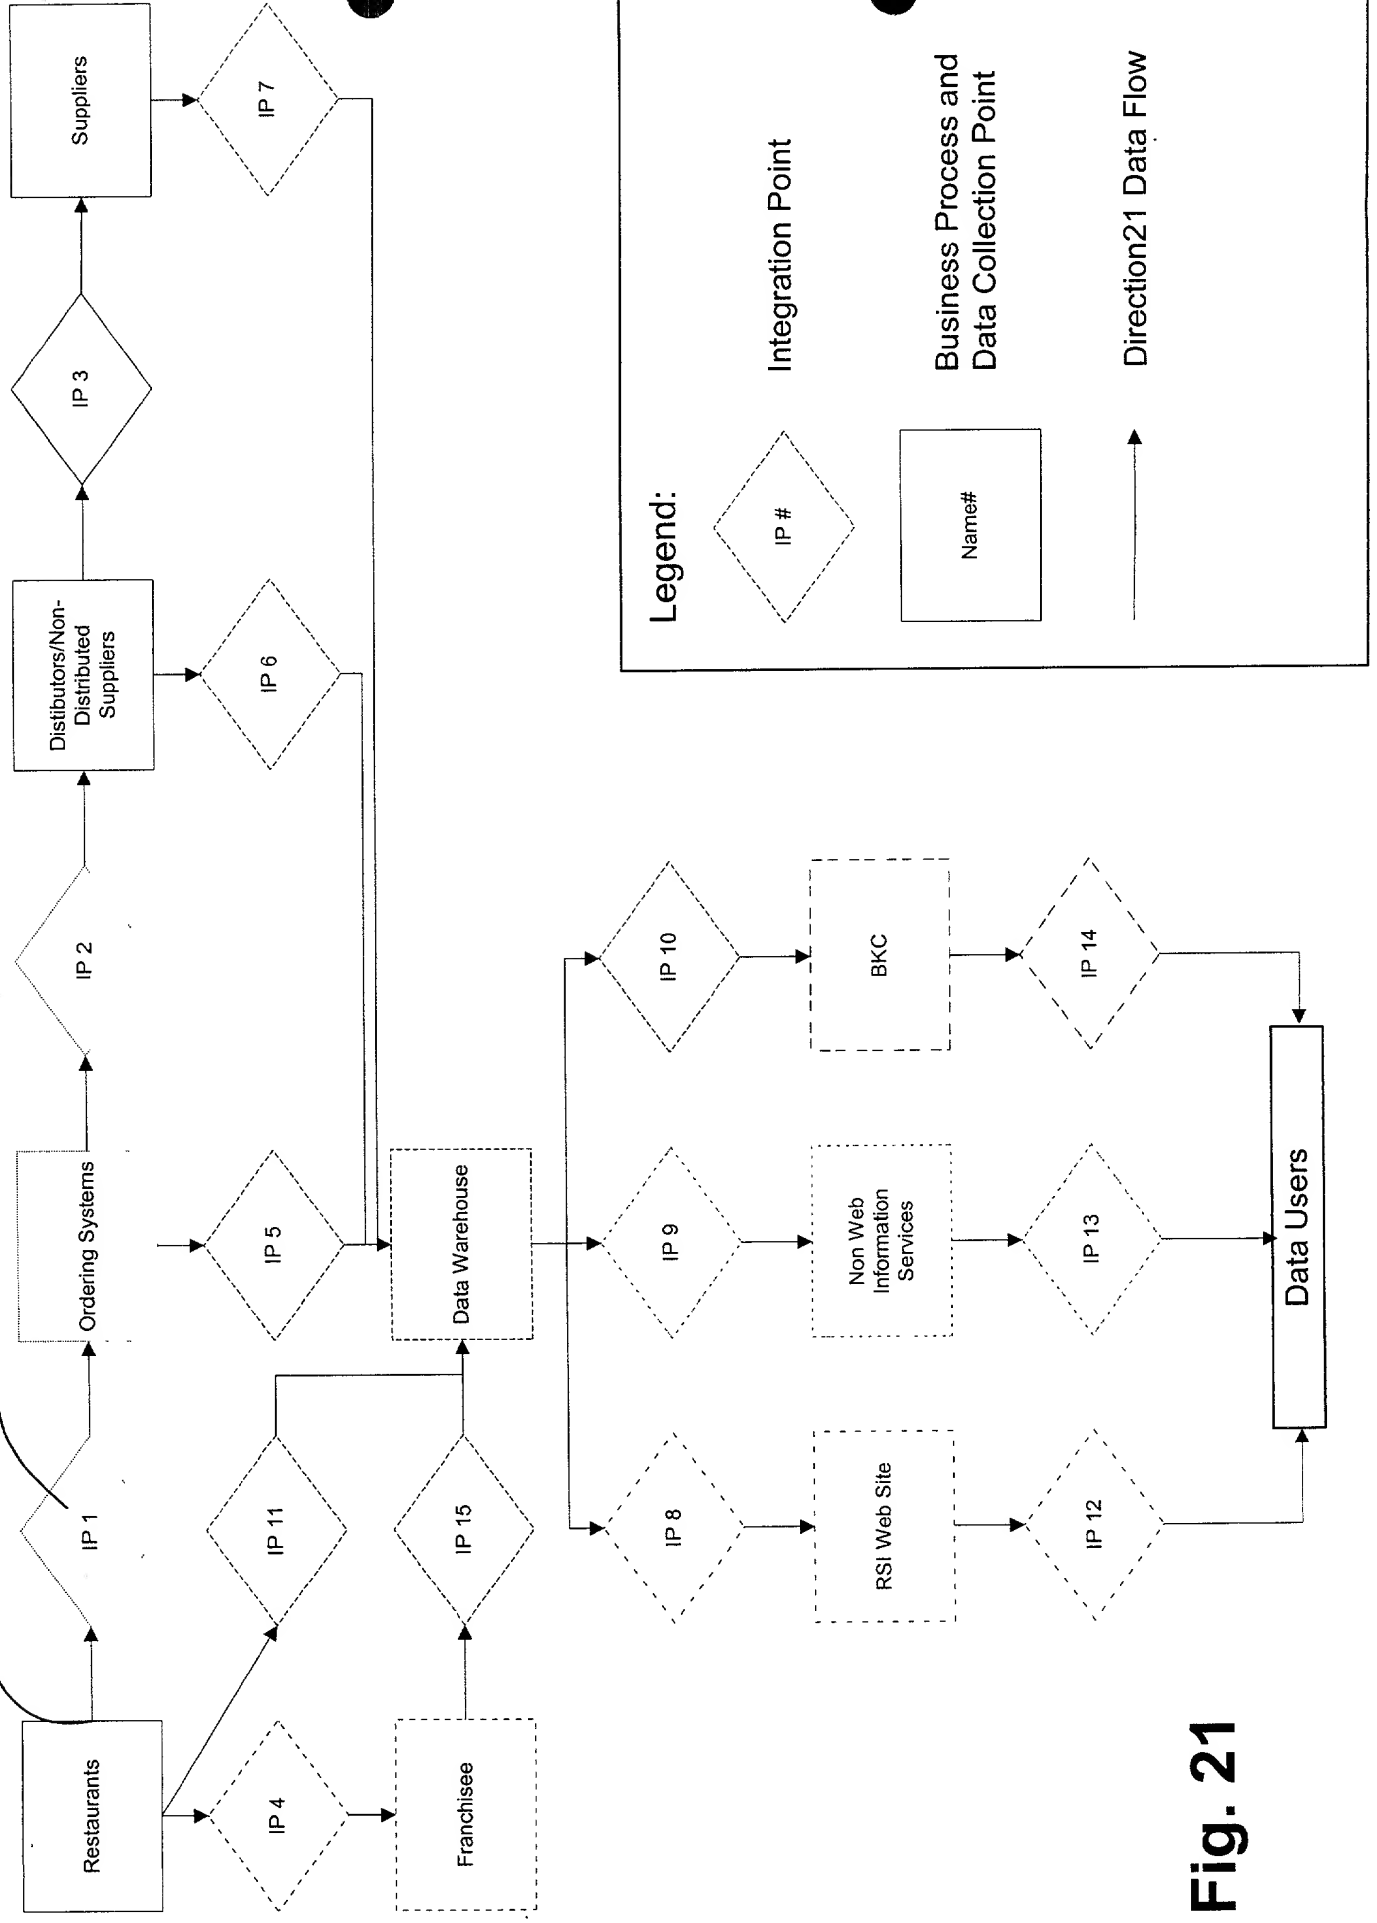 Restaurants
IP 1
Ordering Systems
IP 2
Distibutors/Non-
Distributed
Suppliers
IP 3
Suppliers
IP 4
IP 11
IP 5
IP 6
IP 7
Franchisee
IP 15
Data Warehouse
IP 8
IP 9
IP 10
RSI Web Site
Non Web
Information
Services
BKC
IP 12
IP 13
IP 14
Data Users
Legend:
IP #
Integration Point
Name#
Business Process and
Data Collection Point
Direction21 Data Flow
Fig. 21